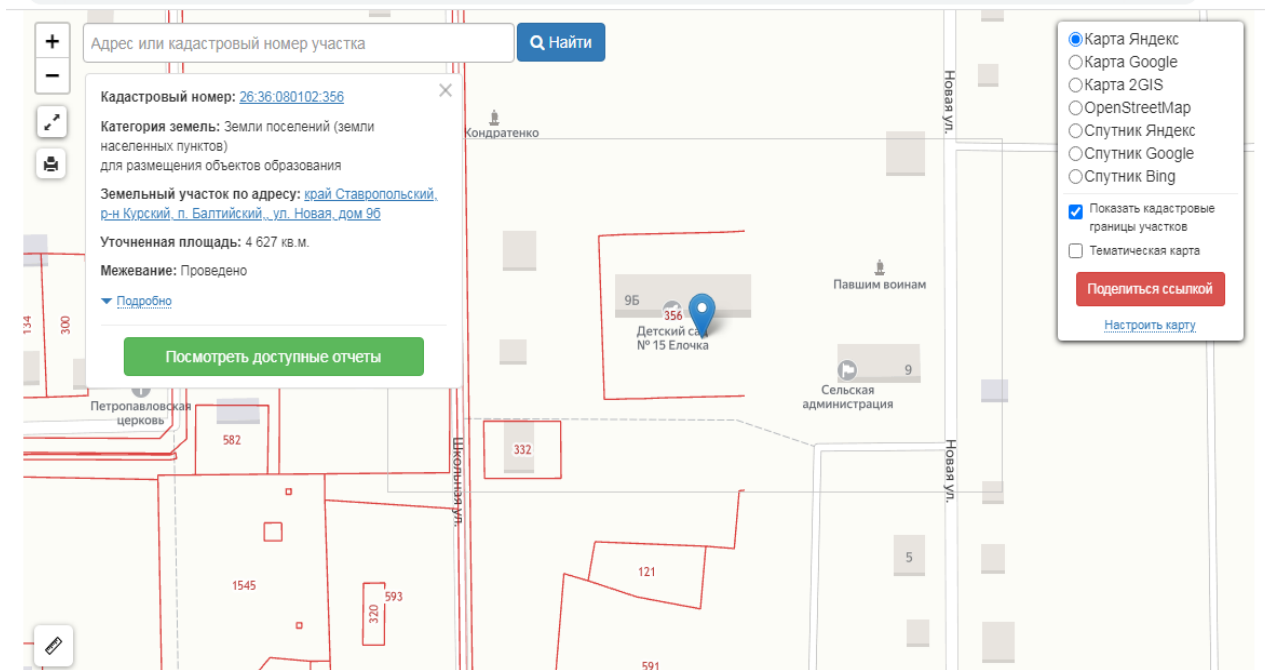 Адрес или кадастровый номер участка
Найти
Кадастровый номер: 26:36:080102:356
Категория земель: Земли поселений (земли
населенных пунктов)
для размещения объектов образования
Земельный участок по адресу: край Ставропольский,
р-н Курский, п. Балтийский,, ул. Новая, дом 9б
Уточненная площадь: 4 627 кв.м.
Межевание: Проведено
Подробно
Посмотреть доступные отчеты
Карта Яндекс
Карта Google
Карта 2GIS
OpenStreetMap
Спутник Яндекс
Спутник Google
Спутник Bing
Показать кадастровые
границы участков
Тематическая карта
Поделиться ссылкой
Настроить карту
Кондратенко
Новая ул.
Павшим воинам
9Б
356
Детский сад
№ 15 Елочка
9
Сельская
администрация
134
300
Петропавловская
церковь
582
Школьная ул.
332
Новая ул.
5
121
1545
593
320
591